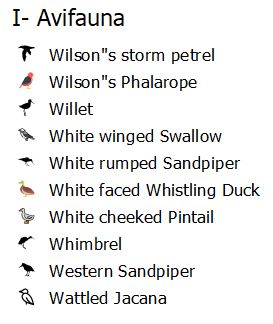 I- Avifauna
Wilson"s storm petrel
Wilson"s Phalarope
Willet
White winged Swallow
White rumped Sandpiper
White faced Whistling Duck
White cheeked Pintail
Whimbrel
Western Sandpiper
Wattled Jacana